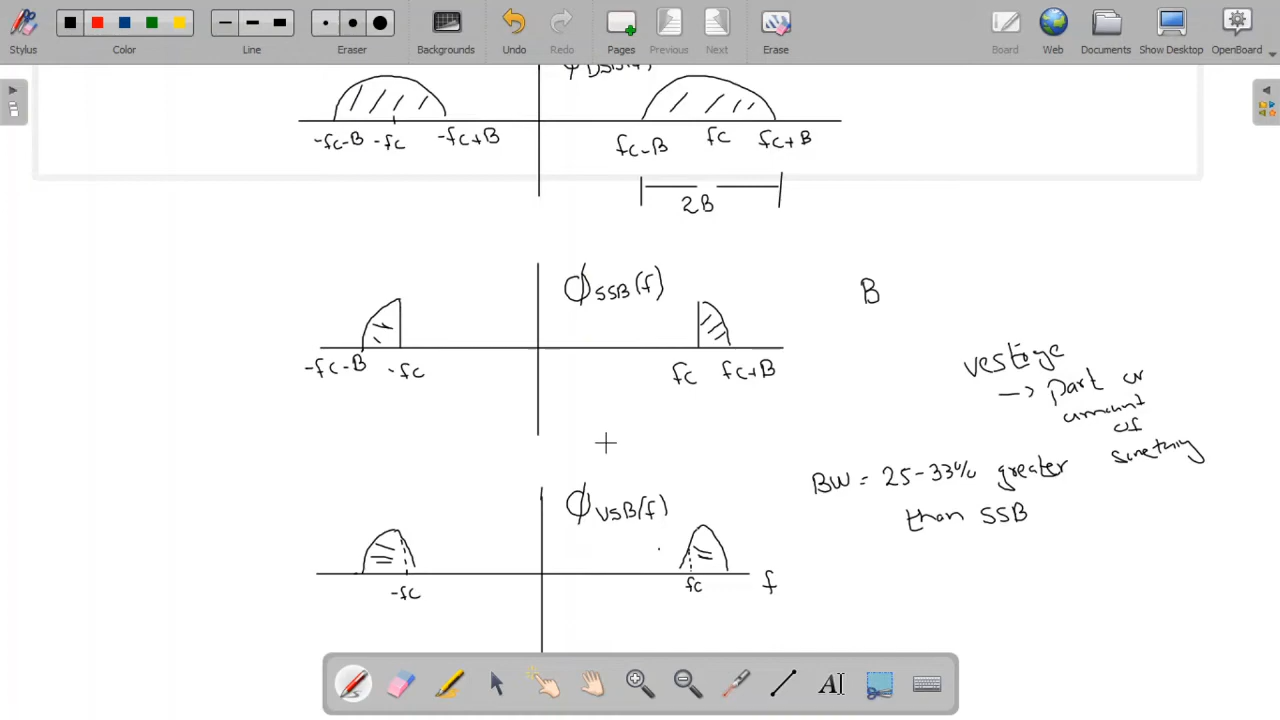 Stylus
Color
Line
Eraser
Backgrounds
Undo
Redo
Pages
Previous
Next
Erase
Board
Web
Documents
Show Desktop
OpenBoard
-fc-B -fc -fc+B
fc-B fc fc+B
2B
ϕSSB(f)
B
-fc-B -fc
fc fc+B
vestige
→ part or
amount
of
something
BW = 25-33% greater
than SSB
ϕVSB(f)
-fc
fc
f